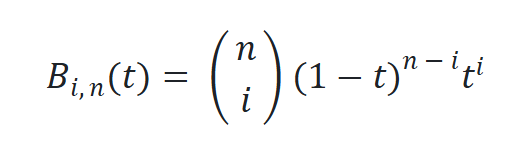 $B_{i,n}(t) = \binom{n}{i} (1 - t)^{n - i} t^{i}$